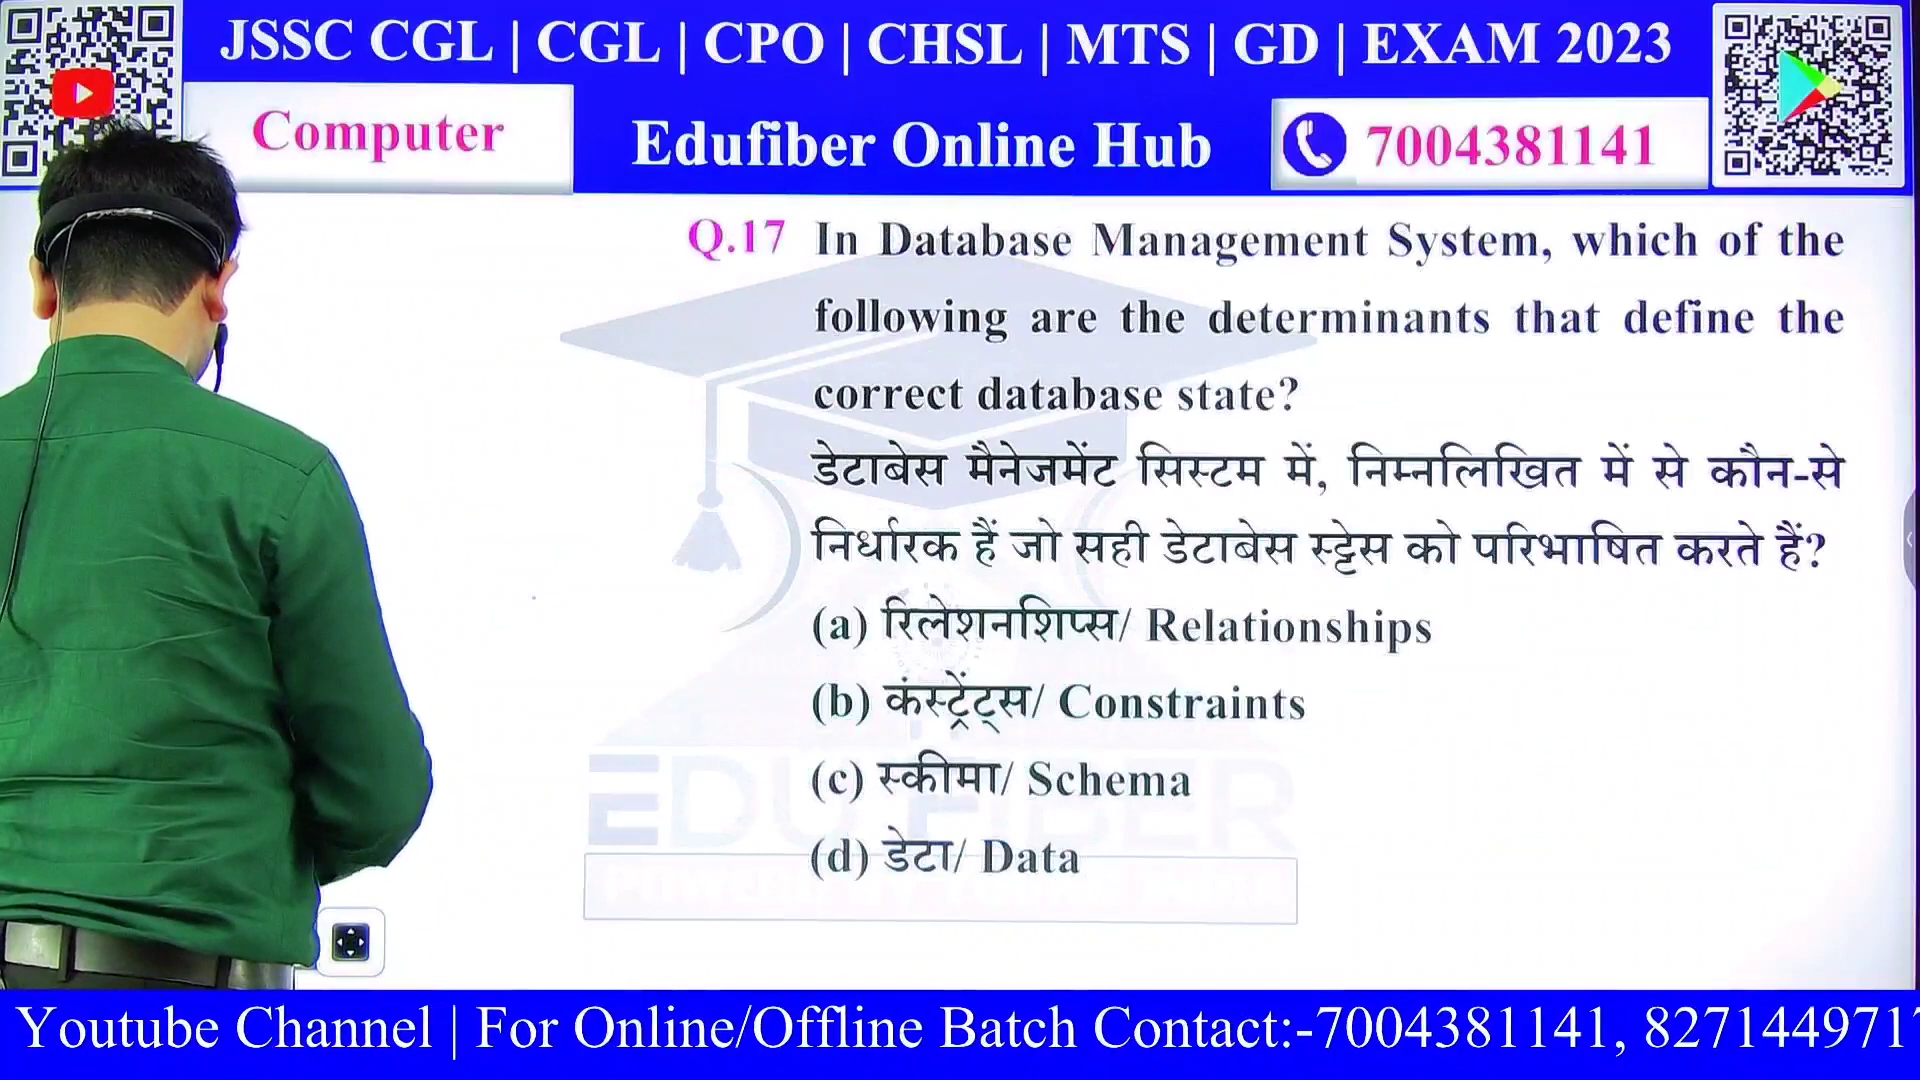 JSSC CGL | CGL | CPO | CHSL | MTS | GD | EXAM 2023
Computer
Edufiber Online Hub
7004381141
Q.17 In Database Management System, which of the
following are the determinants that define the
correct database state?
डेटाबेस मैनेजमेंट सिस्टम में, निम्नलिखित में से कौन-से
निर्धारक हैं जो सही डेटाबेस स्ट्टेस को परिभाषित करते हैं?
(a) रिलेशनशिप्स/ Relationships
(b) कंस्ट्रेंट्स/ Constraints
(c) स्कीमा/ Schema
(d) डेटा/ Data
EDU FIBER
Youtube Channel | For Online/Offline Batch Contact:-7004381141, 8271449717